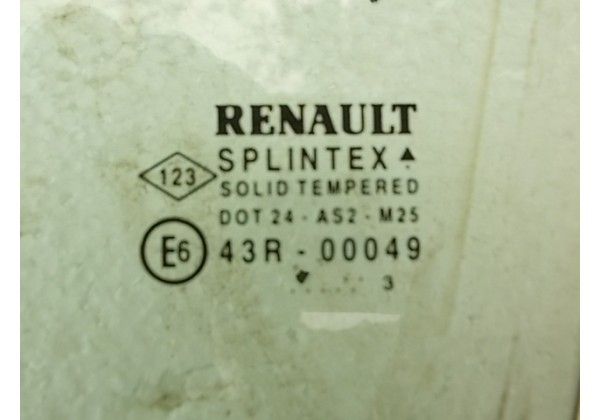 RENAULT
123 SPLINTEX
SOLID TEMPERED
DOT 24 - AS2 - M25
E6 43R - 00049
..... 3